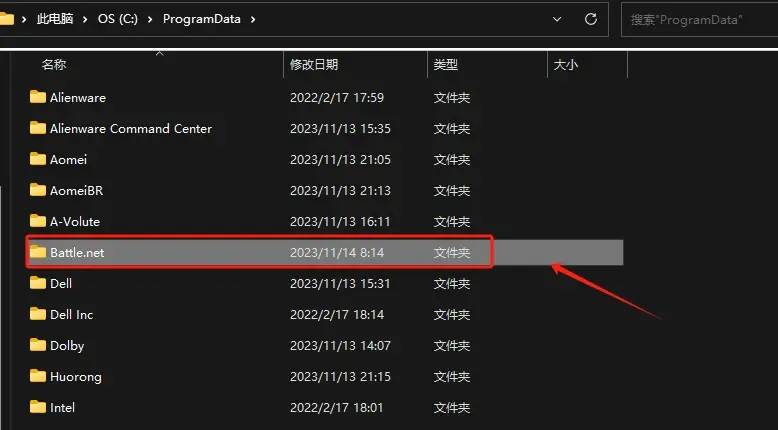 此电脑 › OS (C:) › ProgramData ›
搜索"ProgramData"
名称 修改日期 类型 大小
Alienware 2022/2/17 17:59 文件夹
Alienware Command Center 2023/11/13 15:35 文件夹
Aomei 2023/11/13 21:05 文件夹
AomeiBR 2023/11/13 21:13 文件夹
A-Volute 2023/11/13 16:11 文件夹
Battle.net 2023/11/14 8:14 文件夹
Dell 2023/11/13 15:31 文件夹
Dell Inc 2022/2/17 18:14 文件夹
Dolby 2023/11/13 14:07 文件夹
Huorong 2023/11/13 21:15 文件夹
Intel 2022/2/17 18:01 文件夹